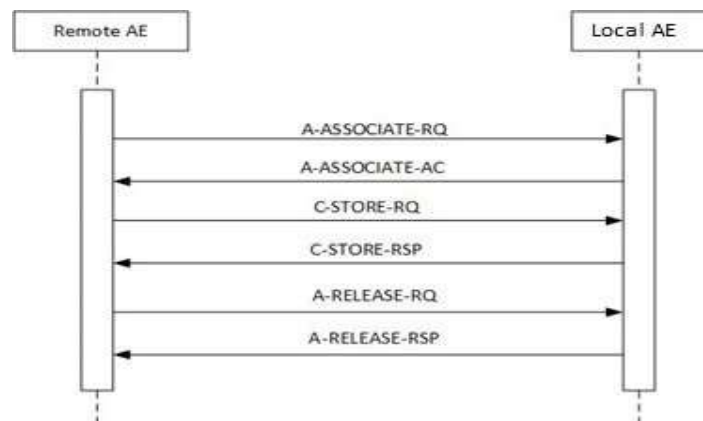 Remote AE
Local AE
A-ASSOCIATE-RQ
A-ASSOCIATE-AC
C-STORE-RQ
C-STORE-RSP
A-RELEASE-RQ
A-RELEASE-RSP